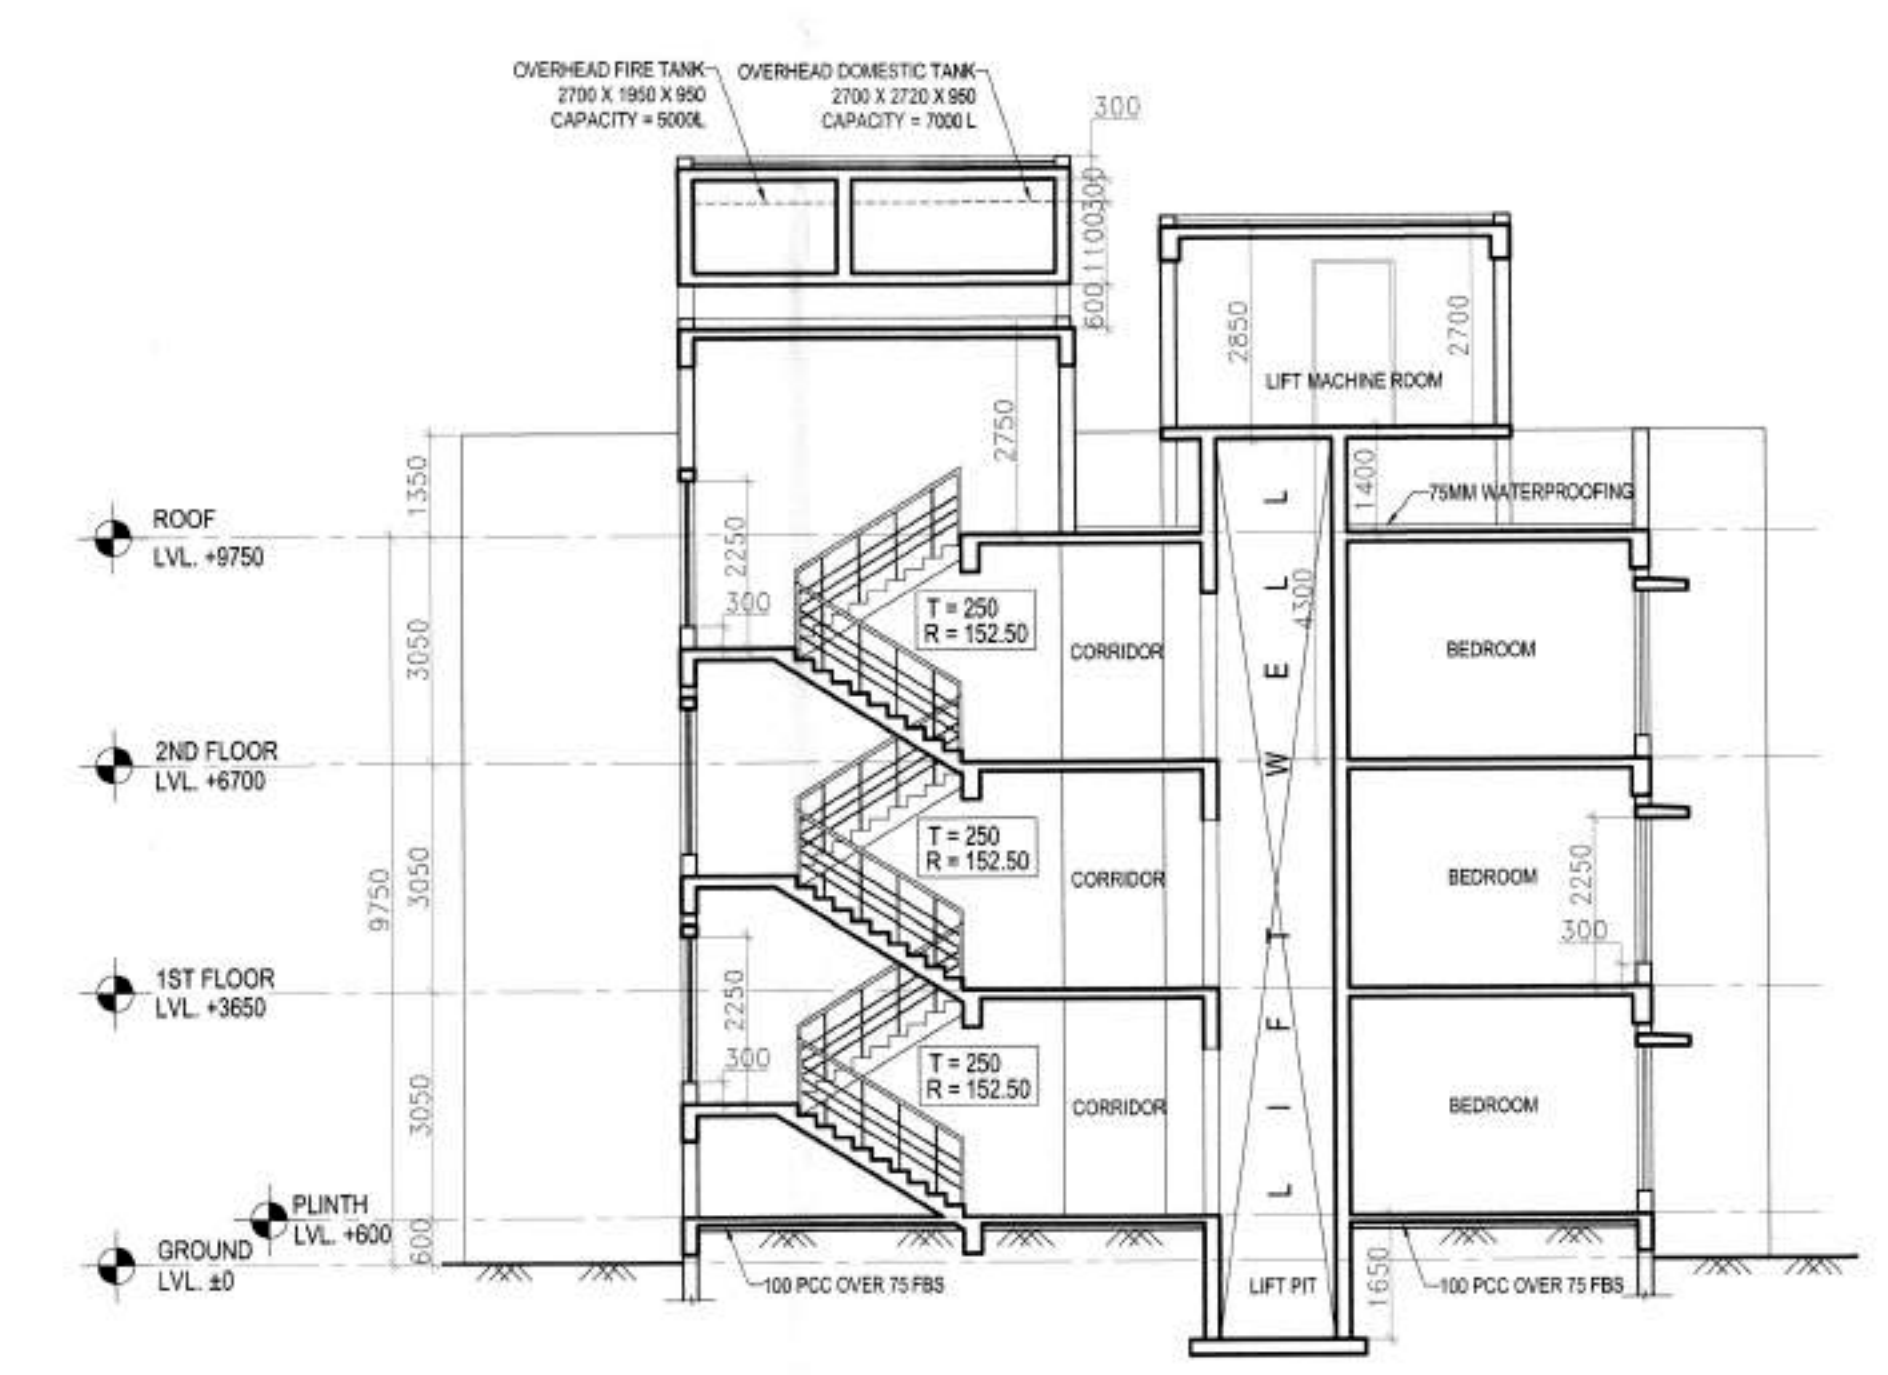 OVERHEAD FIRE TANK
2700 X 1950 X 950
CAPACITY = 5000L
OVERHEAD DOMESTIC TANK
2700 X 2720 X 950
CAPACITY = 7000 L
300
300
1100
600
2850
2700
LIFT MACHINE ROOM
2750
1350
1400
75MM WATERPROOFING
ROOF
LVL. +9750
2250
300
T = 250
R = 152.50
CORRIDOR
4300
BEDROOM
3050
2ND FLOOR
LVL. +6700
T = 250
R = 152.50
CORRIDOR
BEDROOM
2250
300
3050
9750
1ST FLOOR
LVL. +3650
2250
300
T = 250
R = 152.50
CORRIDOR
BEDROOM
3050
LIFT WELL
PLINTH
LVL. +600
600
GROUND
LVL. ±0
100 PCC OVER 75 FBS
LIFT PIT
1650
100 PCC OVER 75 FBS